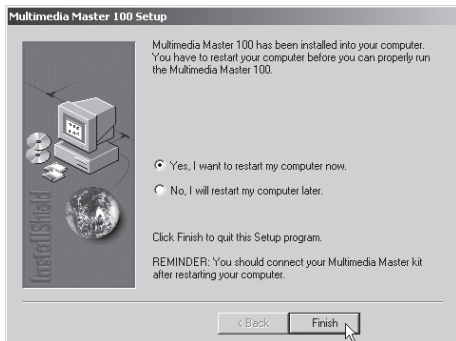 Multimedia Master 100 Setup
Multimedia Master 100 has been installed into your computer.
You have to restart your computer before you can properly run
the Multimedia Master 100.
Yes, I want to restart my computer now.
No, I will restart my computer later.
Click Finish to quit this Setup program.
REMINDER: You should connect your Multimedia Master kit
after restarting your computer.
InstallShield
< Back
Finish